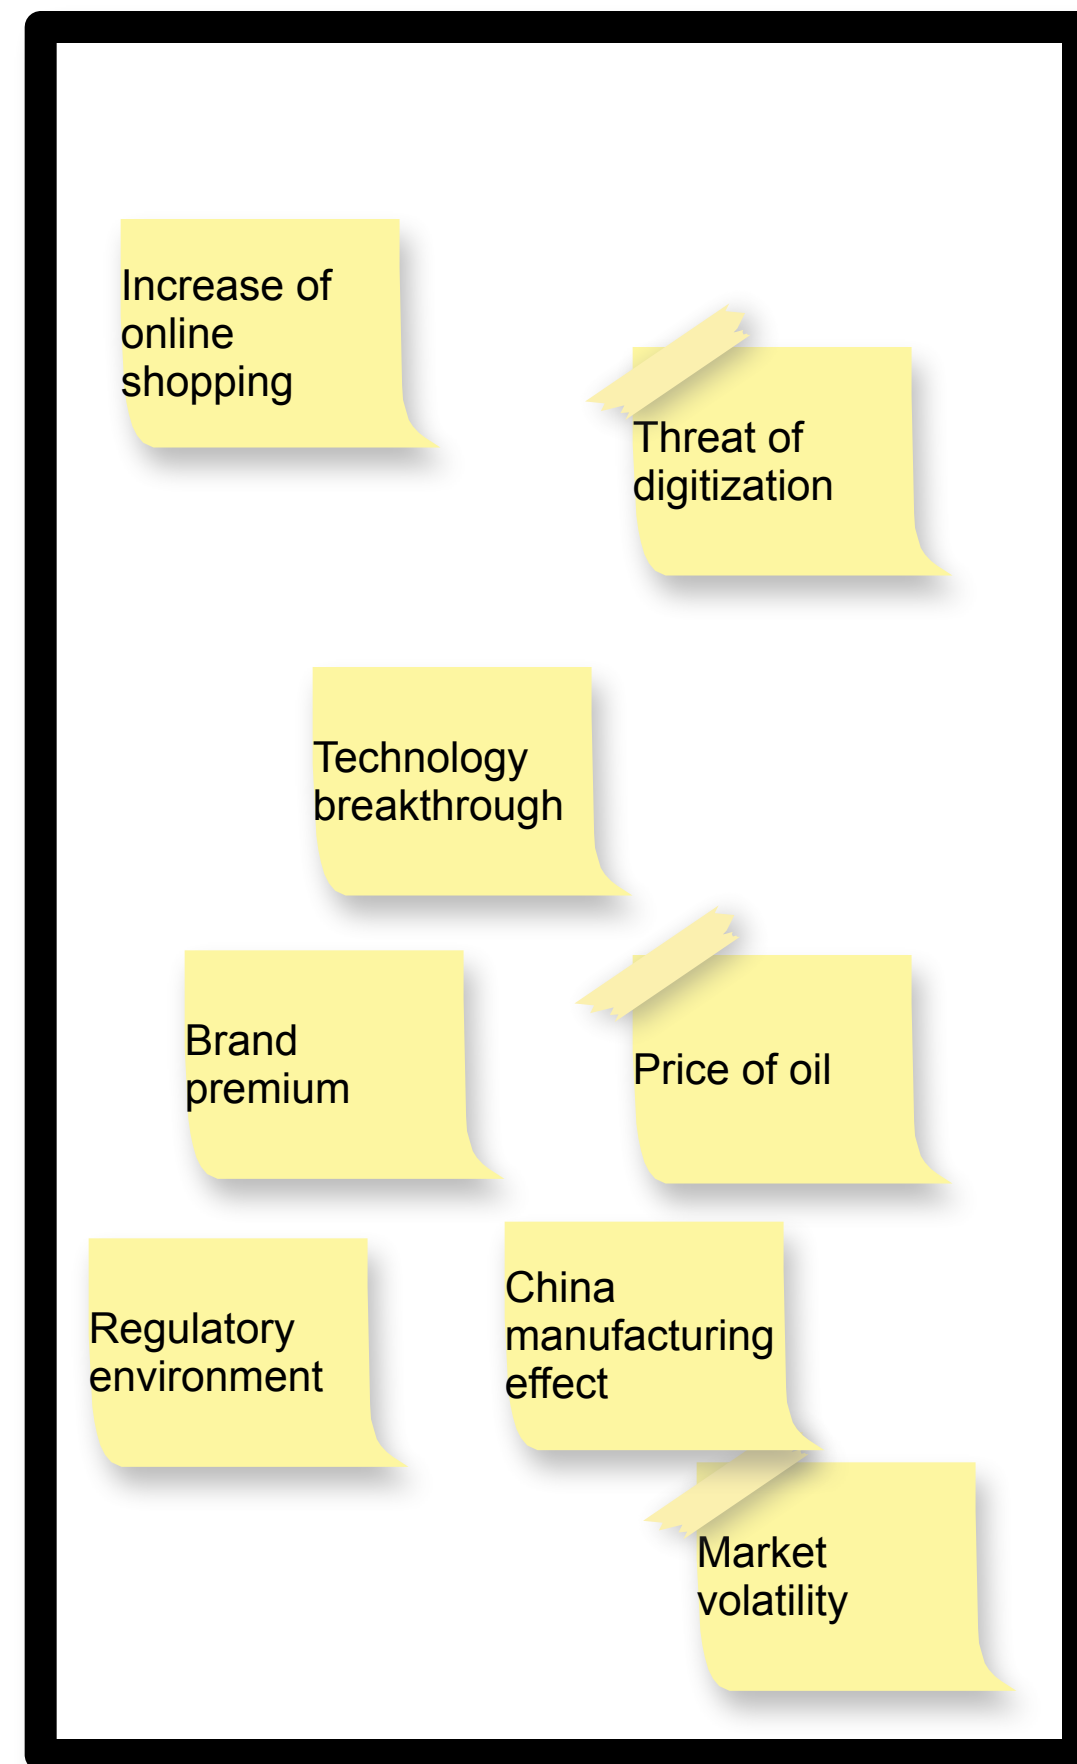 Increase of
online
shopping
Threat of
digitization
Technology
breakthrough
Brand
premium
Price of oil
Regulatory
environment
China
manufacturing
effect
Market
volatility